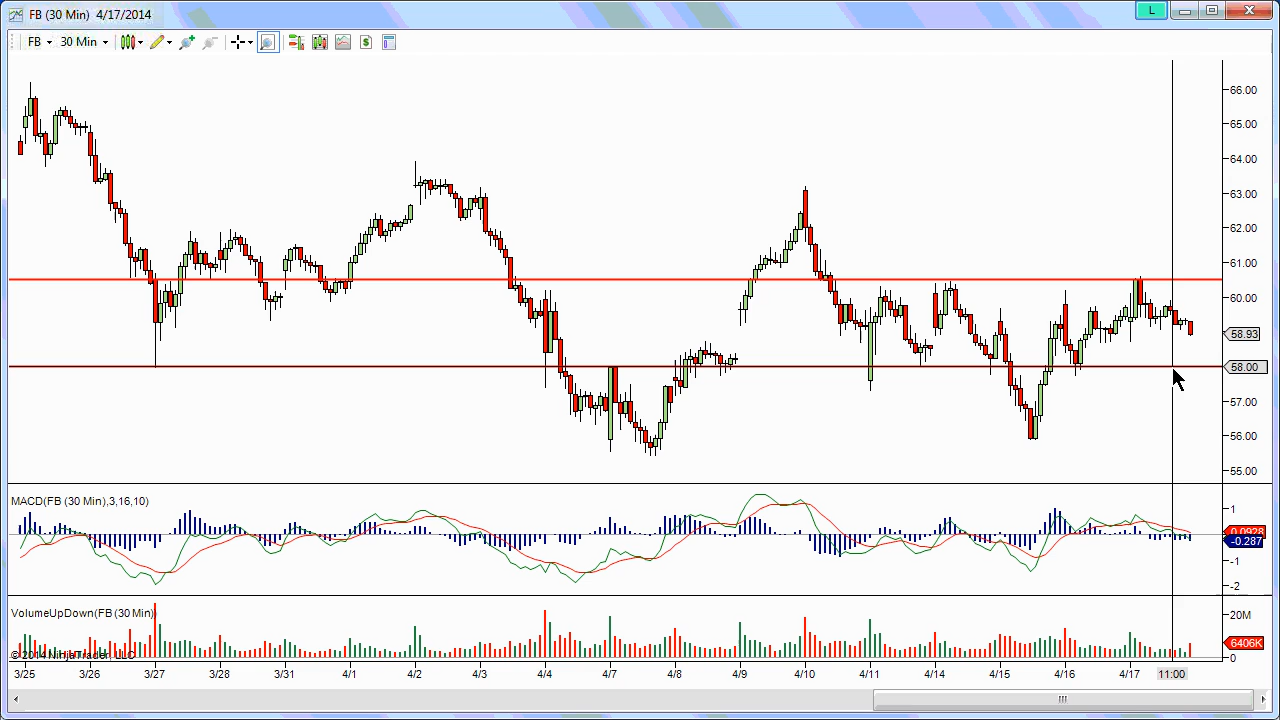 FB (30 Min) 4/17/2014
L
FB 30 Min
66.00
65.00
64.00
63.00
62.00
61.00
60.00
58.93
58.00
57.00
56.00
55.00
MACD(FB (30 Min),3,16,10)
1
0.0928
-0.287
-1
-2
VolumeUpDown(FB (30 Min))
20M
6406K
0
© 2014 NinjaTrader, LLC
3/25 3/26 3/27 3/28 3/31 4/1 4/2 4/3 4/4 4/7 4/8 4/9 4/10 4/11 4/14 4/15 4/16 4/17 11:00